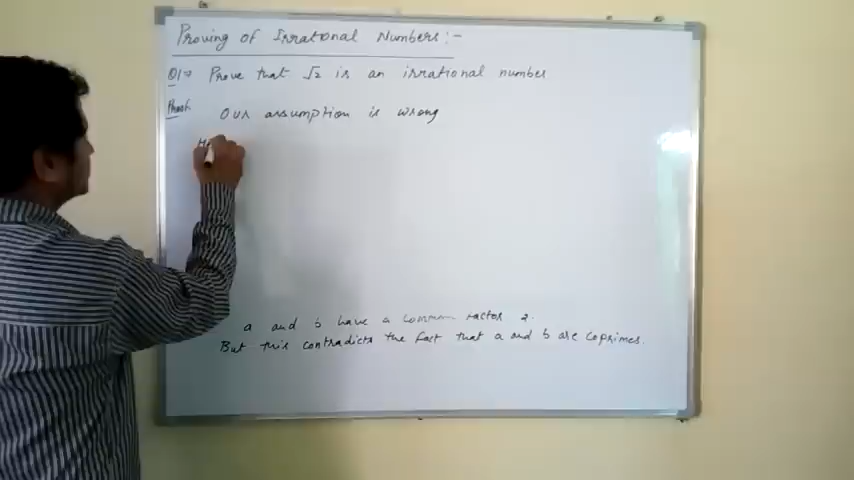 Proving of Irrational Numbers:-
Q1⇒ Prove that √2 is an irrational number
Proof: Our assumption is wrong
a and b have a common factor 2.
But this contradicts the fact that a and b are coprimes.